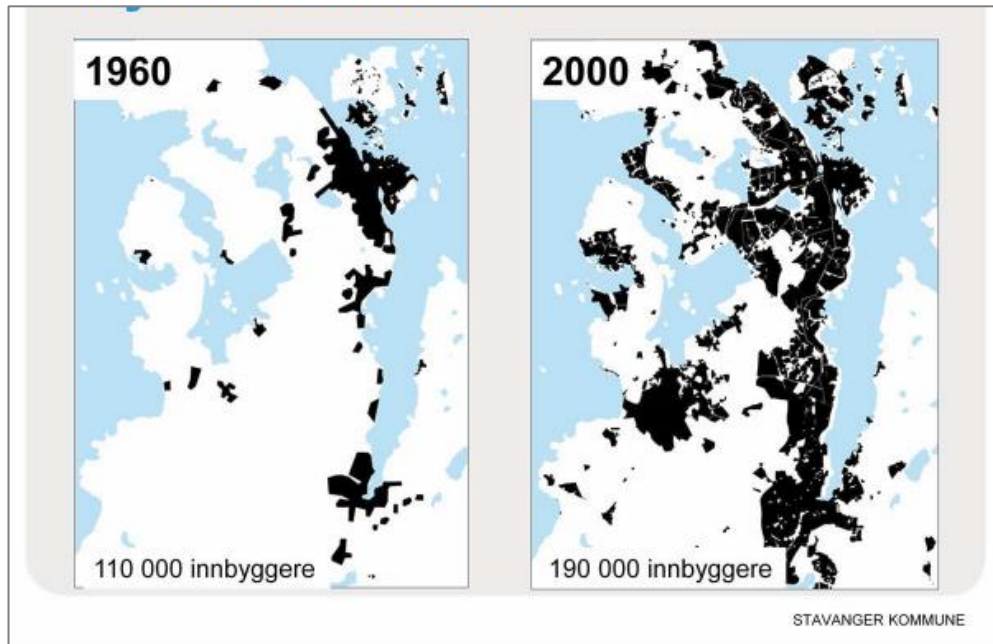 1960
2000
110 000 innbyggere
190 000 innbyggere
STAVANGER KOMMUNE